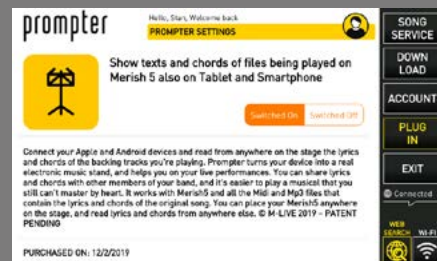 prompter
Hello, Stan, Welcome back
PROMPTER SETTINGS
Show texts and chords of files being played on
Merish 5 also on Tablet and Smartphone
Switched On
Switched Off
Connect your Apple and Android devices and read from anywhere on the stage the lyrics
and chords of the backing tracks you're playing. Prompter turns your device into a real
electronic music stand, and helps you on your live performances. You can share lyrics
and chords with other members of your band, and it's easier to play a musical that you
still can't master by heart. It works with Merish5 and all the Midi and Mp3 files that
contain the lyrics and chords of the original song. You can place your Merish5 anywhere
on the stage, and read lyrics and chords from anywhere else. © M-LIVE 2019 - PATENT
PENDING
PURCHASED ON: 12/2/2019
SONG
SERVICE
DOWN
LOAD
ACCOUNT
PLUG
IN
EXIT
Connected
WEB
SEARCH
WI-FI